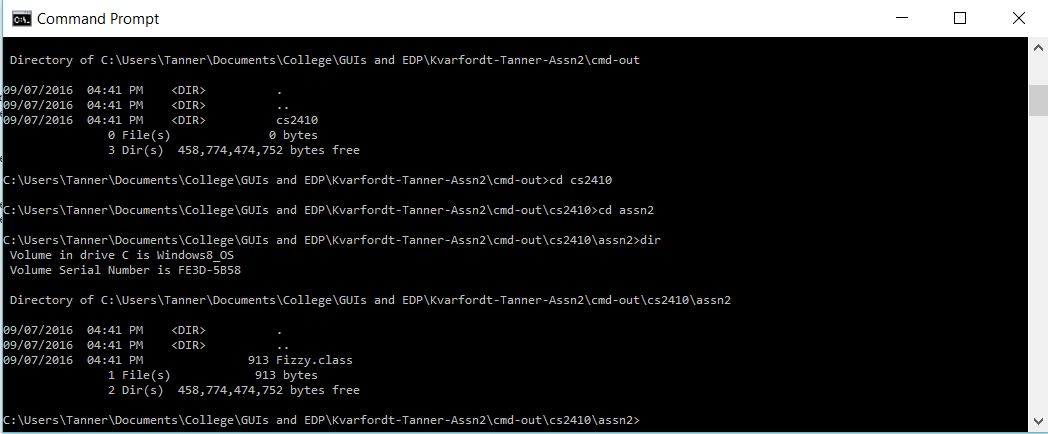 Command Prompt
Directory of C:\Users\Tanner\Documents\College\GUIs and EDP\Kvarfordt-Tanner-Assn2\cmd-out
09/07/2016  04:41 PM    <DIR>          .
09/07/2016  04:41 PM    <DIR>          ..
09/07/2016  04:41 PM    <DIR>          cs2410
0 File(s)              0 bytes
3 Dir(s)  458,774,474,752 bytes free
C:\Users\Tanner\Documents\College\GUIs and EDP\Kvarfordt-Tanner-Assn2\cmd-out>cd cs2410
C:\Users\Tanner\Documents\College\GUIs and EDP\Kvarfordt-Tanner-Assn2\cmd-out\cs2410>cd assn2
C:\Users\Tanner\Documents\College\GUIs and EDP\Kvarfordt-Tanner-Assn2\cmd-out\cs2410\assn2>dir
Volume in drive C is Windows8_OS
Volume Serial Number is FE3D-5B58
Directory of C:\Users\Tanner\Documents\College\GUIs and EDP\Kvarfordt-Tanner-Assn2\cmd-out\cs2410\assn2
09/07/2016  04:41 PM    <DIR>          .
09/07/2016  04:41 PM    <DIR>          ..
09/07/2016  04:41 PM               913 Fizzy.class
1 File(s)            913 bytes
2 Dir(s)  458,774,474,752 bytes free
C:\Users\Tanner\Documents\College\GUIs and EDP\Kvarfordt-Tanner-Assn2\cmd-out\cs2410\assn2>